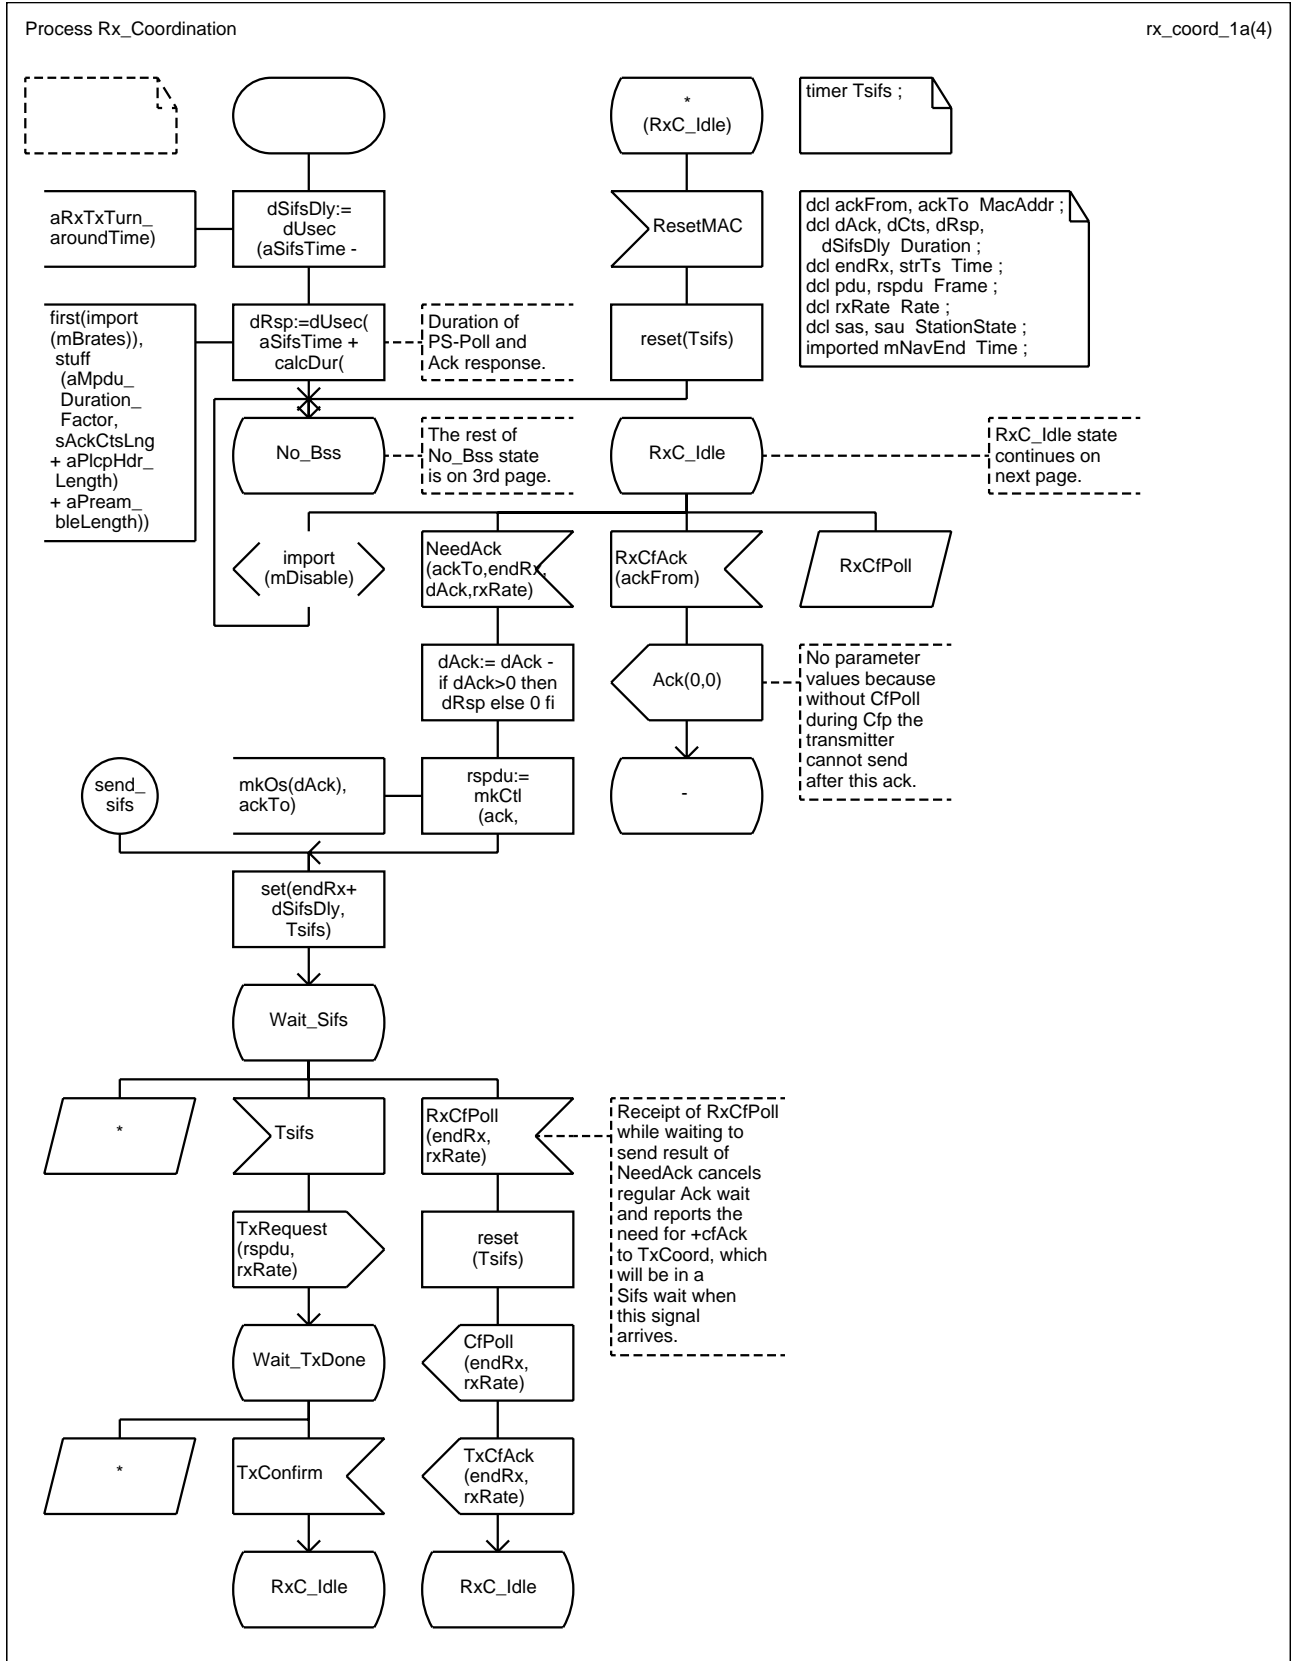 Process Rx_Coordination
rx_coord_1a(4)
*
(RxC_Idle)
timer Tsifs ;
aRxTxTurn_
aroundTime)
dSifsDly:=
dUsec
(aSifsTime -
ResetMAC
dcl ackFrom, ackTo  MacAddr ;
dcl dAck, dCts, dRsp,
dSifsDly  Duration ;
dcl endRx, strTs  Time ;
dcl pdu, rspdu  Frame ;
dcl rxRate  Rate ;
dcl sas, sau  StationState ;
imported mNavEnd  Time ;
first(import
(mBrates)),
stuff
(aMpdu_
Duration_
Factor,
sAckCtsLng
+ aPlcpHdr_
Length)
+ aPream_
bleLength))
dRsp:=dUsec(
aSifsTime +
calcDur(
Duration of
PS-Poll and
Ack response.
reset(Tsifs)
No_Bss
The rest of
No_Bss state
is on 3rd page.
RxC_Idle
RxC_Idle state
continues on
next page.
import
(mDisable)
NeedAck
(ackTo,endRx,
dAck,rxRate)
RxCfAck
(ackFrom)
RxCfPoll
dAck:= dAck -
if dAck>0 then
dRsp else 0 fi
Ack(0,0)
No parameter
values because
without CfPoll
during Cfp the
transmitter
cannot send
after this ack.
send_
sifs
mkOs(dAck),
ackTo)
rspdu:=
mkCtl
(ack,
-
set(endRx+
dSifsDly,
Tsifs)
Wait_Sifs
*
Tsifs
RxCfPoll
(endRx,
rxRate)
Receipt of RxCfPoll
while waiting to
send result of
NeedAck cancels
regular Ack wait
and reports the
need for +cfAck
to TxCoord, which
will be in a
Sifs wait when
this signal
arrives.
TxRequest
(rspdu,
rxRate)
reset
(Tsifs)
Wait_TxDone
CfPoll
(endRx,
rxRate)
*
TxConfirm
TxCfAck
(endRx,
rxRate)
RxC_Idle
RxC_Idle